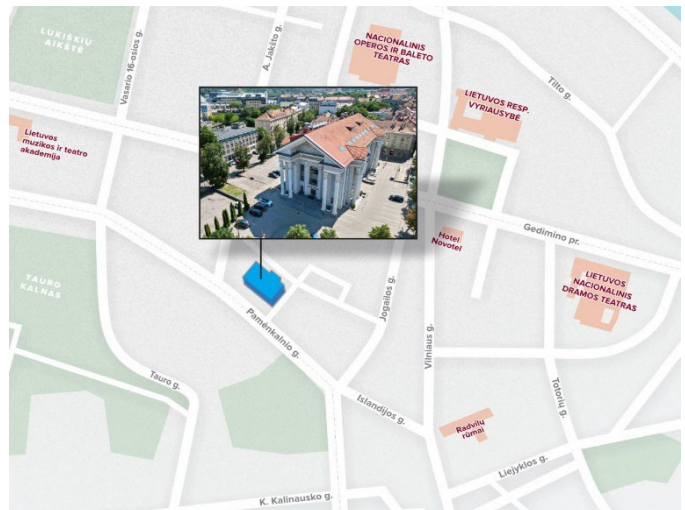 LUKIŠKIŲ
AIKŠTĖ
Vasario 16-osios g.
A. Jakšto g.
NACIONALINIS
OPEROS IR BALETO
TEATRAS
LIETUVOS RESP.
VYRIAUSYBĖ
Tilto g.
Lietuvos
muzikos ir teatro
akademija
Gedimino pr.
Hotel
Novotel
TAURO
KALNAS
LIETUVOS
NACIONALINIS
DRAMOS TEATRAS
Jogailos g.
Pamėnkalnio g.
Vilniaus g.
Tauro g.
Islandijos g.
Totorių g.
Radvilų
rūmai
Liejyklos g.
K. Kalinausko g.